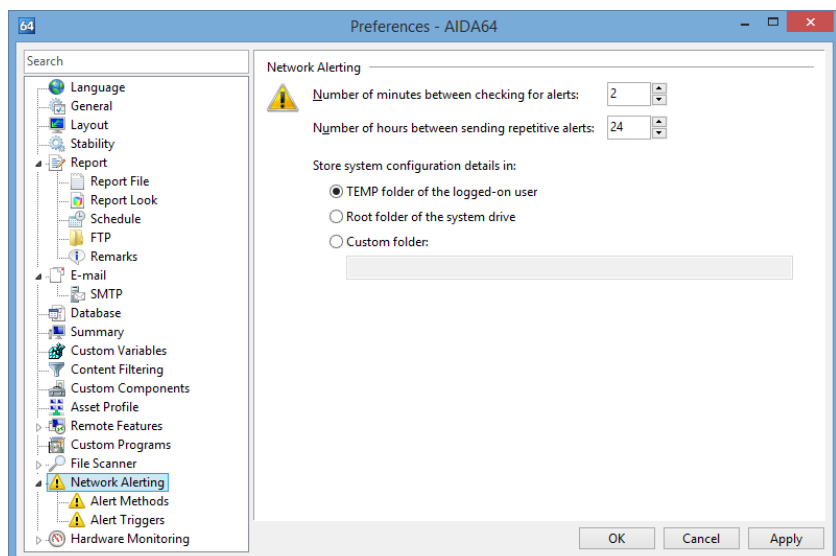 64
Preferences - AIDA64
Search
Language
General
Layout
Stability
Report
Report File
Report Look
Schedule
FTP
Remarks
E-mail
SMTP
Database
Summary
Custom Variables
Content Filtering
Custom Components
Asset Profile
Remote Features
Custom Programs
File Scanner
Network Alerting
Alert Methods
Alert Triggers
Hardware Monitoring
Network Alerting
Number of minutes between checking for alerts: 2
Number of hours between sending repetitive alerts: 24
Store system configuration details in:
TEMP folder of the logged-on user
Root folder of the system drive
Custom folder:
OK Cancel Apply